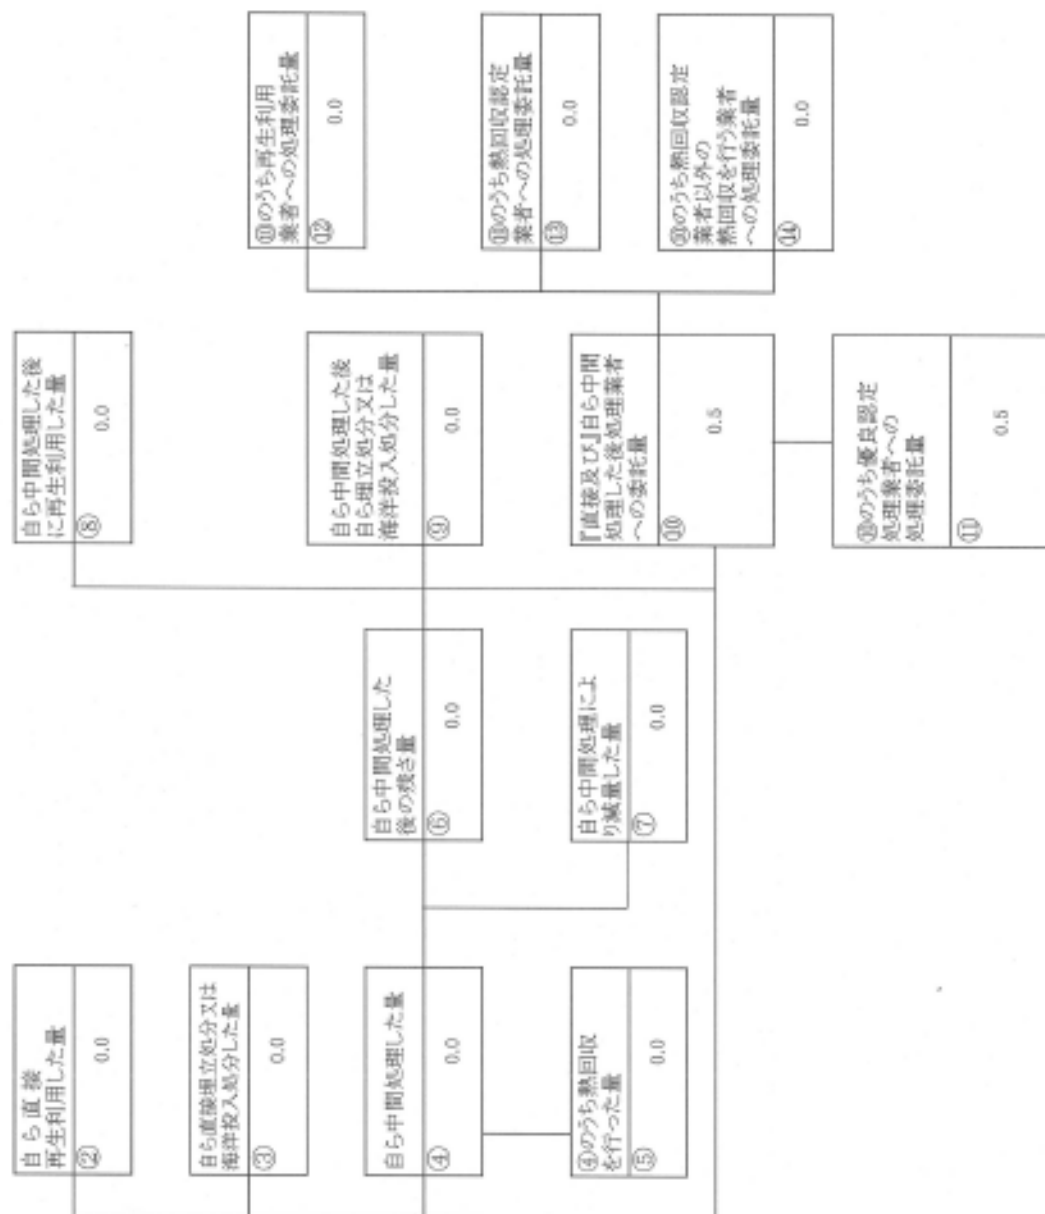 自 ら 直 接
再生利用した量
②
0.0
自ら直接埋立処分又は
海洋投入処分した量
③
0.0
自ら中間処理した量
④
0.0
④のうち熱回収
を行った量
⑤
0.0
自ら中間処理した
後の残さ量
⑥
0.0
自ら中間処理によ
り減量した量
⑦
0.0
自ら中間処理した後
に再生利用した量
⑧
0.0
自ら中間処理した後
自ら埋立処分又は
海洋投入処分した量
⑨
0.0
『直接及び』自ら中間
処理した後処理業者
への委託量
⑩
0.5
⑩のうち優良認定
処理業者への
処理委託量
⑪
0.5
⑪のうち再生利用
業者への処理委託量
⑫
0.0
⑪のうち熱回収認定
業者への処理委託量
⑬
0.0
⑩のうち熱回収認定
業者以外の
熱回収を行う業者
への処理委託量
⑭
0.0